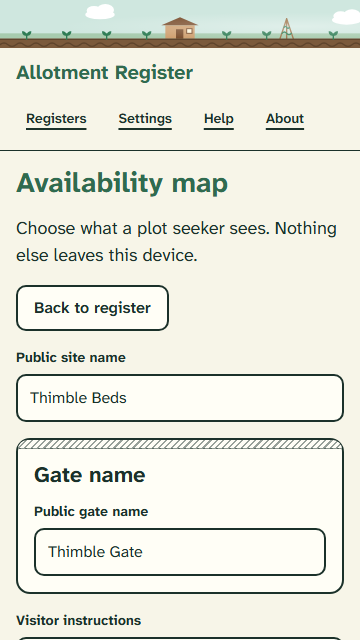 Allotment Register
Registers
Settings
Help
About
Availability map
Choose what a plot seeker sees. Nothing
else leaves this device.
Back to register
Public site name
Thimble Beds
Gate name
Public gate name
Thimble Gate
Visitor instructions